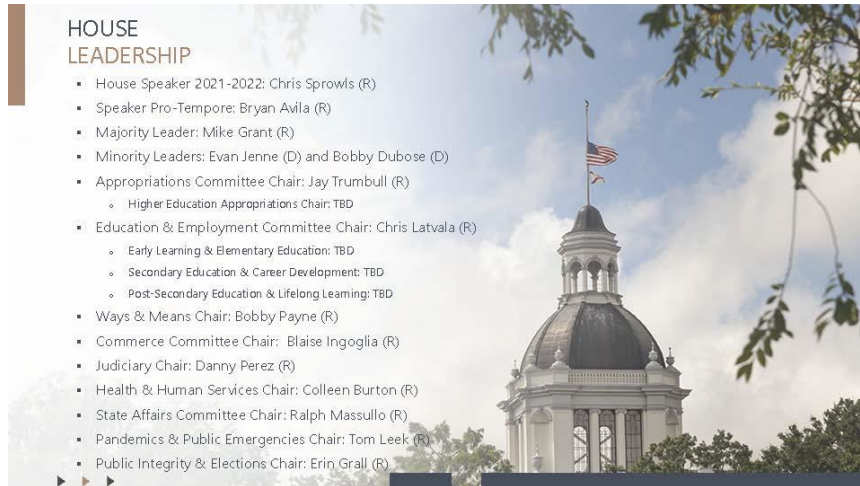 HOUSE
LEADERSHIP
▪ House Speaker 2021-2022: Chris Sprowls (R)
▪ Speaker Pro-Tempore: Bryan Avila (R)
▪ Majority Leader: Mike Grant (R)
▪ Minority Leaders: Evan Jenne (D) and Bobby Dubose (D)
▪ Appropriations Committee Chair: Jay Trumbull (R)
o Higher Education Appropriations Chair: TBD
▪ Education & Employment Committee Chair: Chris Latvala (R)
o Early Learning & Elementary Education: TBD
o Secondary Education & Career Development: TBD
o Post-Secondary Education & Lifelong Learning: TBD
▪ Ways & Means Chair: Bobby Payne (R)
▪ Commerce Committee Chair: Blaise Ingoglia (R)
▪ Judiciary Chair: Danny Perez (R)
▪ Health & Human Services Chair: Colleen Burton (R)
▪ State Affairs Committee Chair: Ralph Massullo (R)
▪ Pandemics & Public Emergencies Chair: Tom Leek (R)
▪ Public Integrity & Elections Chair: Erin Grall (R)